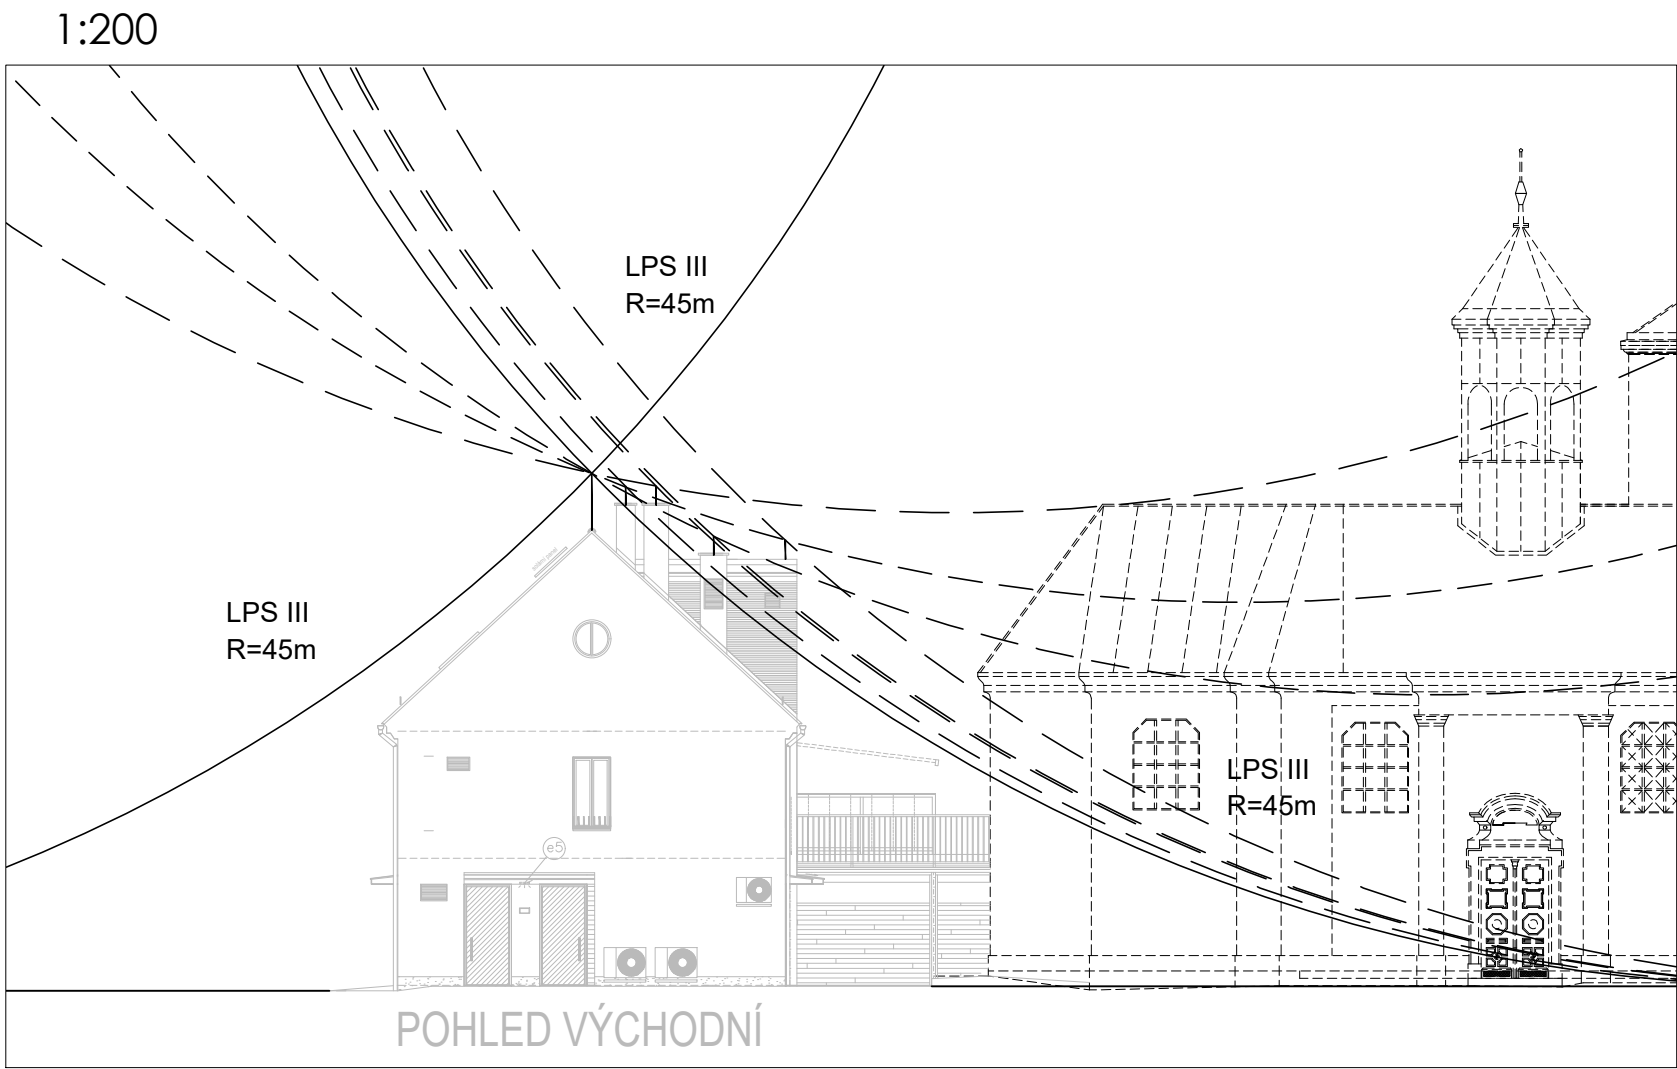 1:200
LPS III
R=45m
LPS III
R=45m
LPS III
R=45m
e5
POHLED VÝCHODNÍ